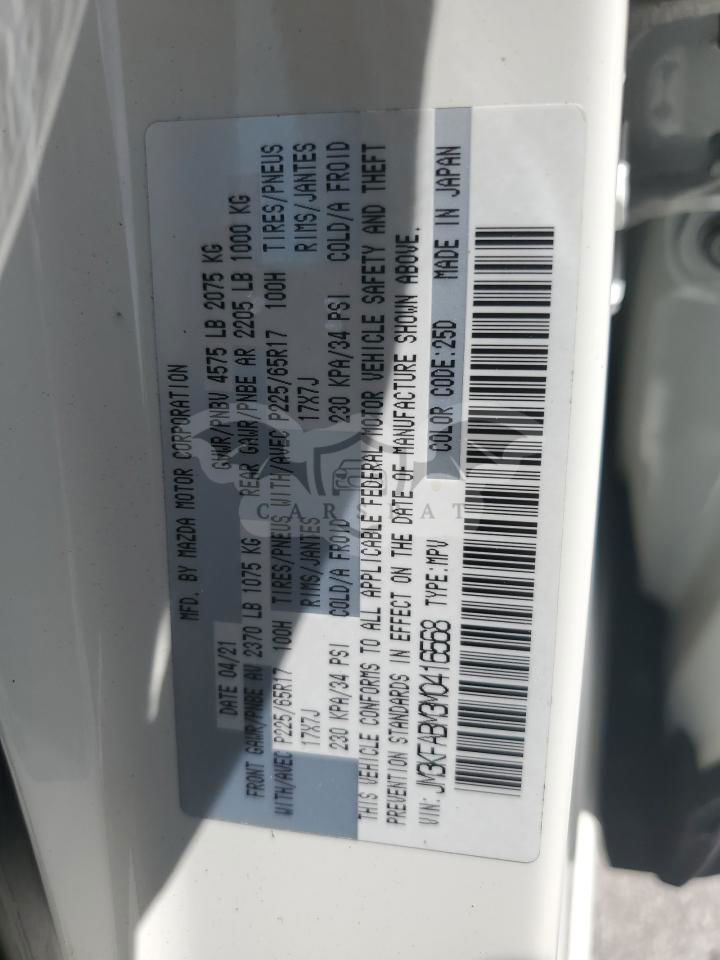 MFD. BY MAZDA MOTOR CORPORATION
DATE 04/21 GVWR/PNBV 4575 LB 2075 KG
FRONT GAWR/PNBE AV 2370 LB 1075 KG REAR GAWR/PNBE AR 2205 LB 1000 KG
WITH/AVEC P225/65R17 100H TIRES/PNEUS WITH/AVEC P225/65R17 100H TIRES/PNEUS
17X7J RIMS/JANTES 17X7J RIMS/JANTES
230 KPA/34 PSI COLD/A FROID 230 KPA/34 PSI COLD/A FROID
THIS VEHICLE CONFORMS TO ALL APPLICABLE FEDERAL MOTOR VEHICLE SAFETY AND THEFT
PREVENTION STANDARDS IN EFFECT ON THE DATE OF MANUFACTURE SHOWN ABOVE.
VIN: JM3KFABM3M0416568 TYPE:MPV COLOR CODE:25D MADE IN JAPAN